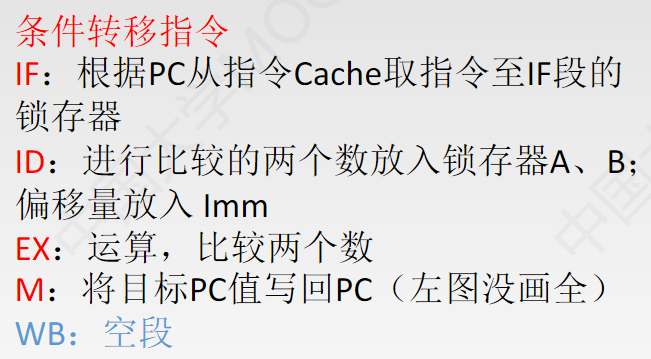 条件转移指令
IF：根据PC从指令Cache取指令至IF段的
锁存器
ID：进行比较的两个数放入锁存器A、B；
偏移量放入 Imm
EX：运算，比较两个数
M：将目标PC值写回PC（左图没画全）
WB：空段